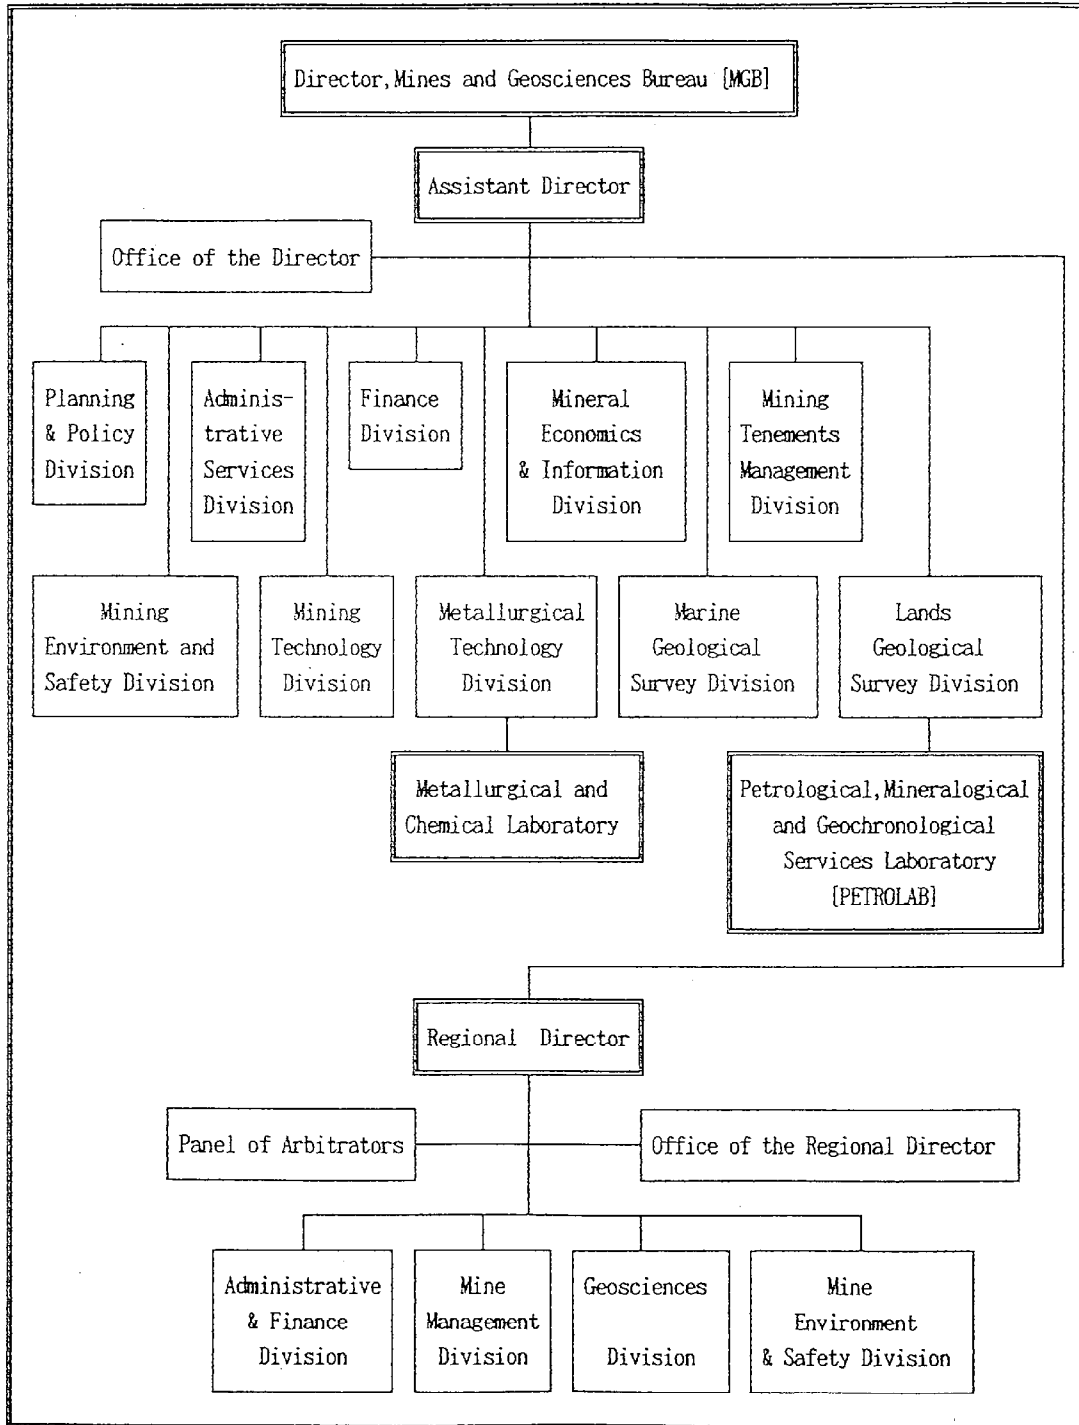 Director, Mines and Geosciences Bureau [MGB]
Assistant Director
Office of the Director
Planning
& Policy
Division
Adminis-
trative
Services
Division
Finance
Division
Mineral
Economics
& Information
Division
Mining
Tenements
Management
Division
Mining
Environment and
Safety Division
Mining
Technology
Division
Metallurgical
Technology
Division
Marine
Geological
Survey Division
Lands
Geological
Survey Division
Metallurgical and
Chemical Laboratory
Petrological, Mineralogical
and Geochronological
Services Laboratory
[PETROLAB]
Regional Director
Panel of Arbitrators
Office of the Regional Director
Administrative
& Finance
Division
Mine
Management
Division
Geosciences
Division
Mine
Environment
& Safety Division